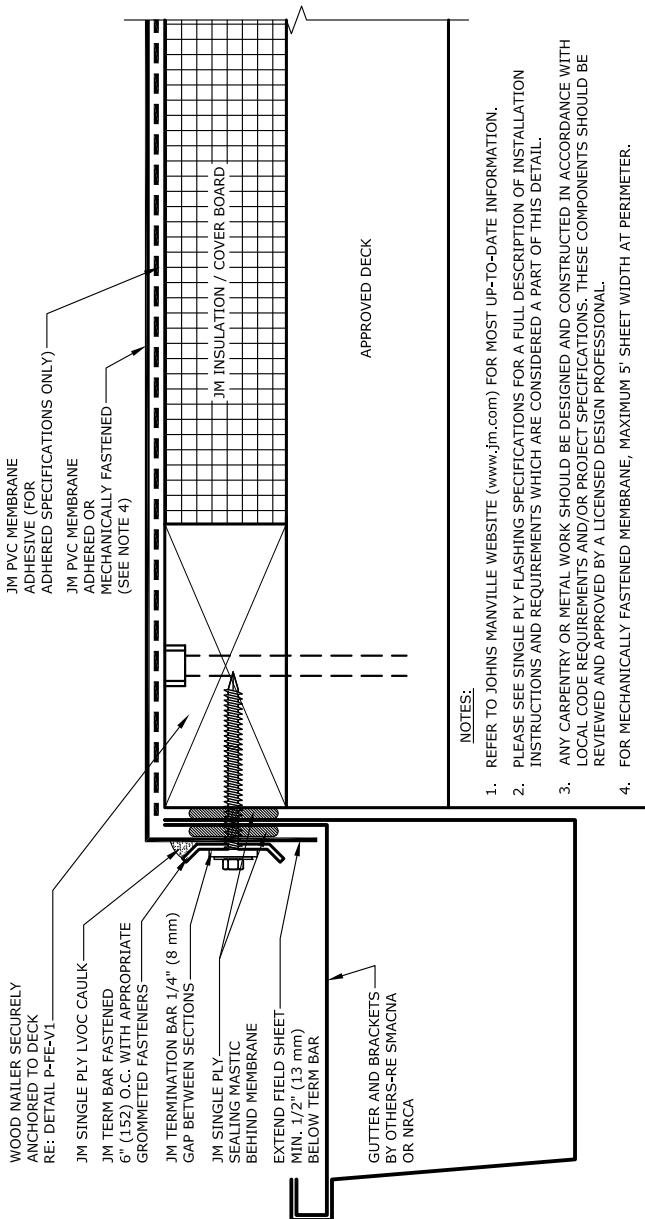 WOOD NAILER SECURELY
ANCHORED TO DECK
RE: DETAIL P-FE-V1
JM SINGLE PLY LVOC CAULK
JM TERM BAR FASTENED
6" (152) O.C. WITH APPROPRIATE
GROMMETED FASTENERS
JM TERMINATION BAR 1/4" (8 mm)
GAP BETWEEN SECTIONS
JM SINGLE PLY
SEALING MASTIC
BEHIND MEMBRANE
EXTEND FIELD SHEET
MIN. 1/2" (13 mm)
BELOW TERM BAR
GUTTER AND BRACKETS
BY OTHERS-RE SMACNA
OR NRCA
JM PVC MEMBRANE
ADHESIVE (FOR
ADHERED SPECIFICATIONS ONLY)
JM PVC MEMBRANE
ADHERED OR
MECHANICALLY FASTENED
(SEE NOTE 4)
JM INSULATION / COVER BOARD
APPROVED DECK
NOTES:
1. REFER TO JOHNS MANVILLE WEBSITE (www.jm.com) FOR MOST UP-TO-DATE INFORMATION.
2. PLEASE SEE SINGLE PLY FLASHING SPECIFICATIONS FOR A FULL DESCRIPTION OF INSTALLATION
INSTRUCTIONS AND REQUIREMENTS WHICH ARE CONSIDERED A PART OF THIS DETAIL.
3. ANY CARPENTRY OR METAL WORK SHOULD BE DESIGNED AND CONSTRUCTED IN ACCORDANCE WITH
LOCAL CODE REQUIREMENTS AND/OR PROJECT SPECIFICATIONS. THESE COMPONENTS SHOULD BE
REVIEWED AND APPROVED BY A LICENSED DESIGN PROFESSIONAL.
4. FOR MECHANICALLY FASTENED MEMBRANE, MAXIMUM 5' SHEET WIDTH AT PERIMETER.